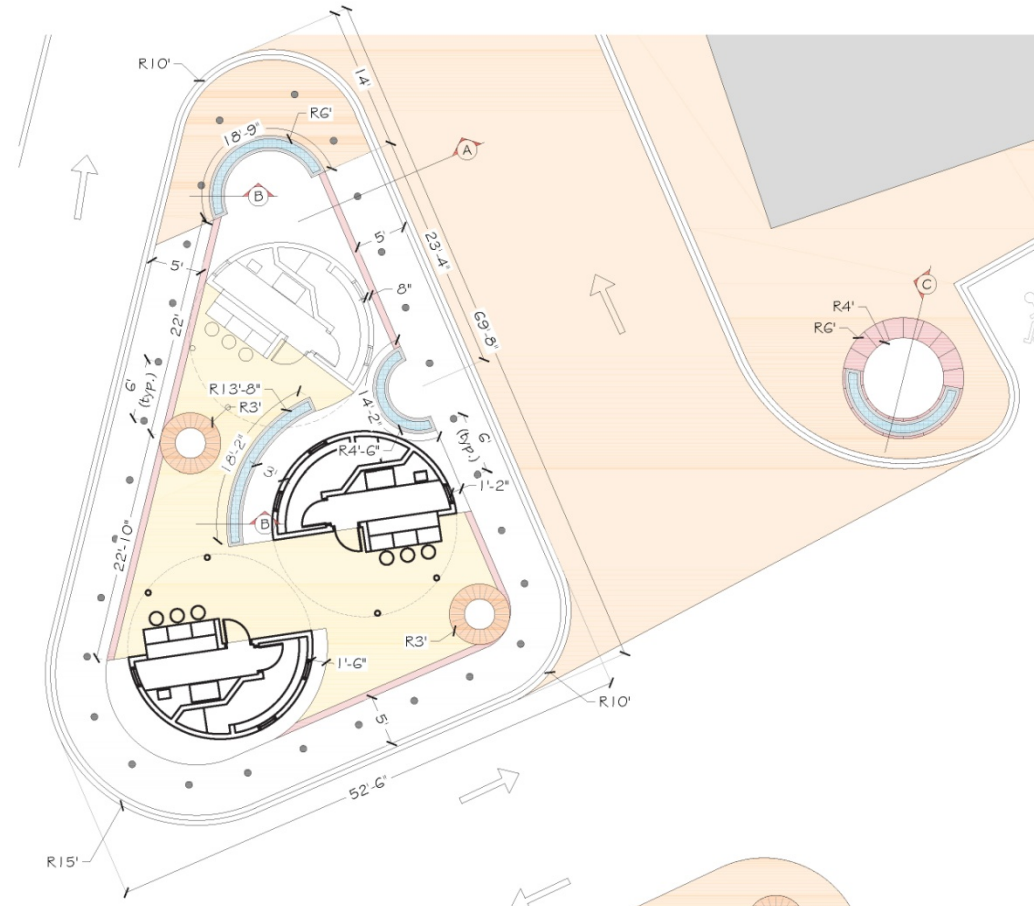 R10'
14'
R6'
18'-9"
A
B
5'
23'-4"
5'
C
8"
R4'
69'-8"
R6'
22'
6'
(typ.)
R13'-8"
R3'
14'-2"
18'-2"
R4'-6"
6'
(typ.)
3'
1'-2"
B
22'-10"
R3'
1'-6"
R10'
5'
52'-6"
R15'